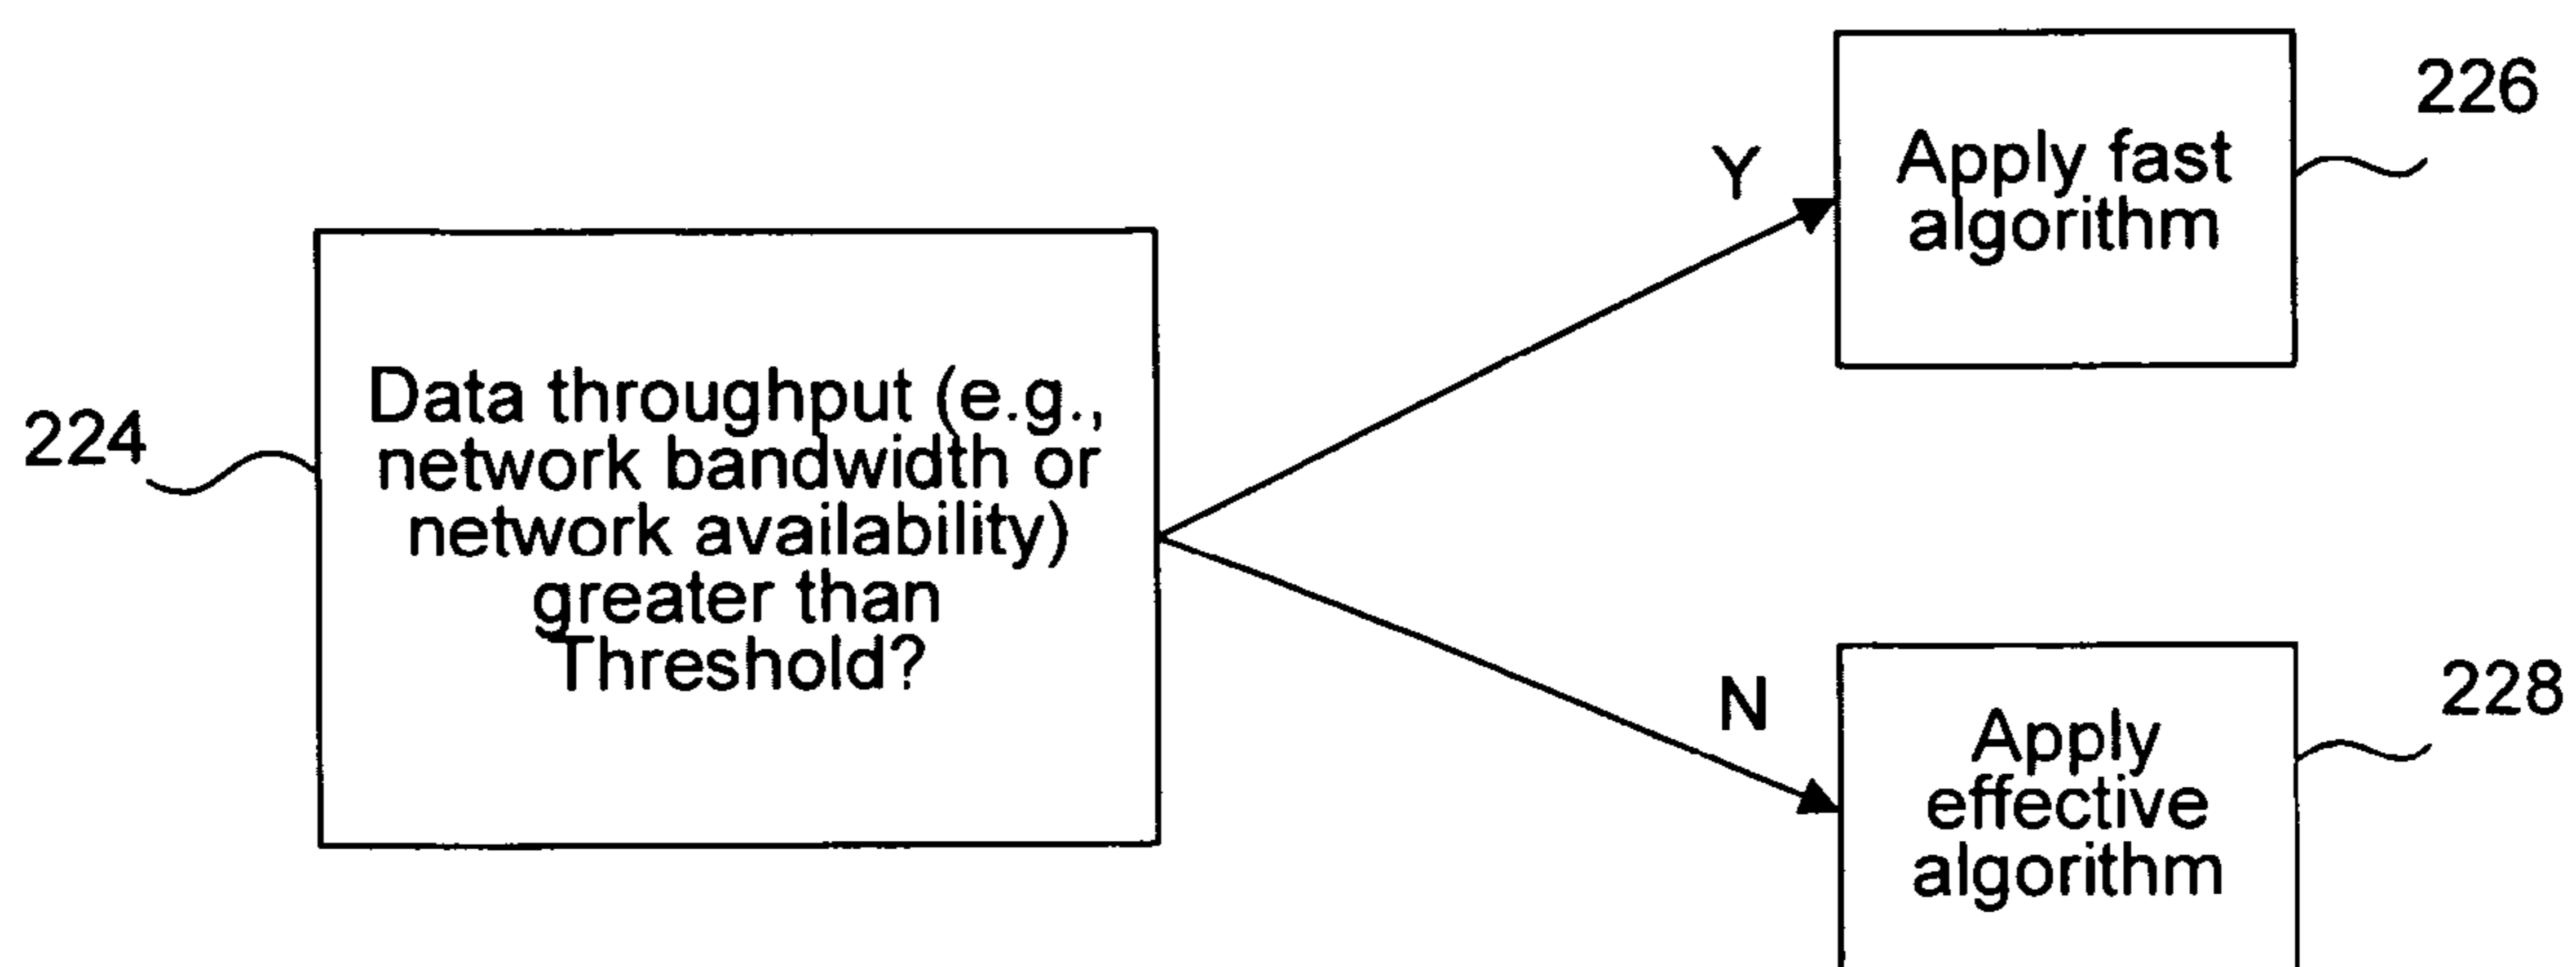 224
Data throughput (e.g.,
network bandwidth or
network availability)
greater than
Threshold?
Y
Apply fast
algorithm
226
N
Apply
effective
algorithm
228